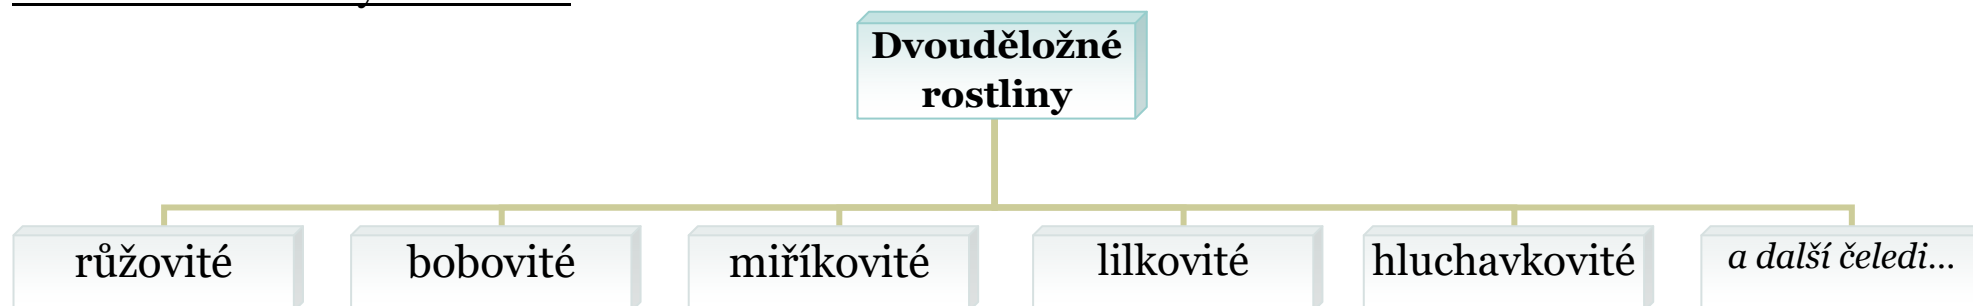 Dvouděložné
rostliny
růžovité
bobovité
miříkovité
lilkovité
hluchavkovité
a další čeledi...